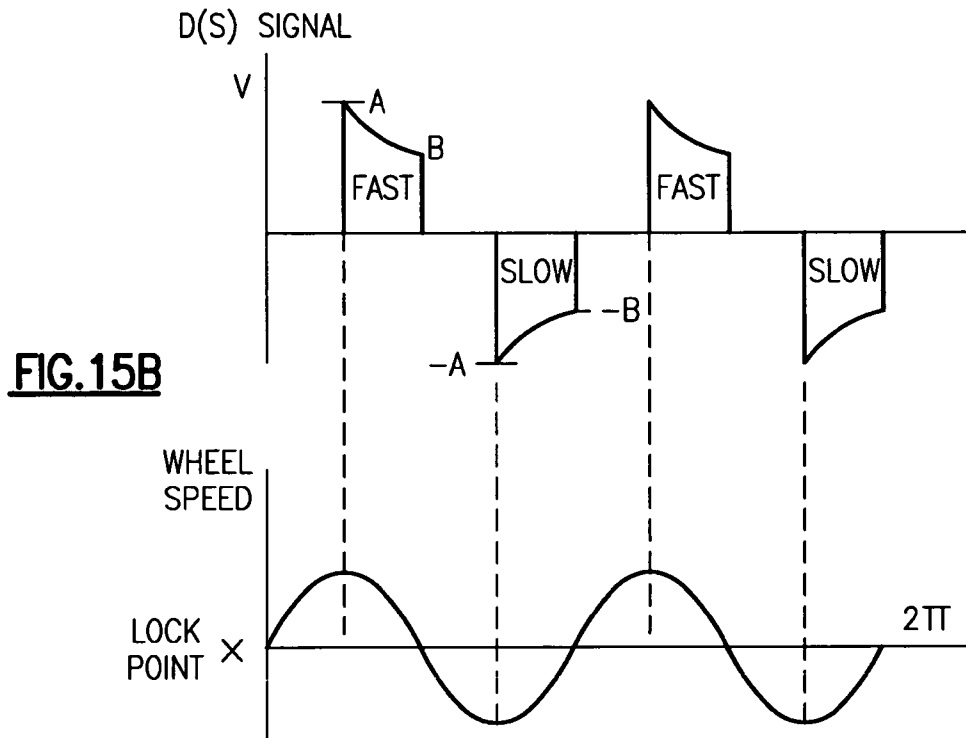 D(S) SIGNAL
V
A
B
FAST
FAST
SLOW
SLOW
-B
-A
FIG.15B
WHEEL
SPEED
2π
LOCK
POINT X